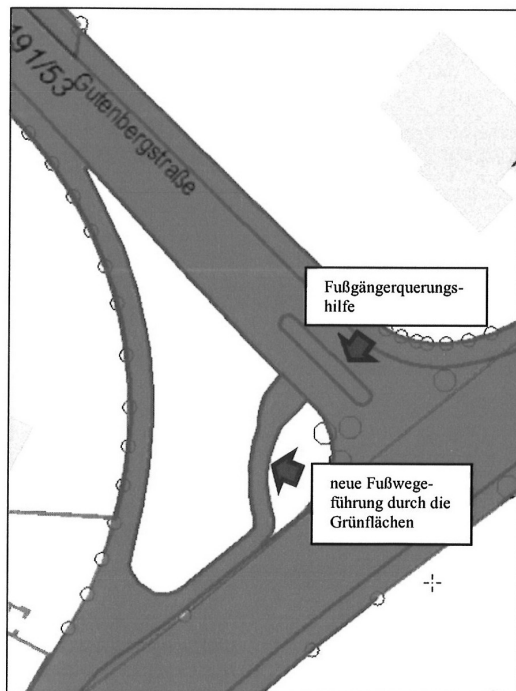 191/53
Gutenbergstraße
Fußgängerquerungs-
hilfe
neue Fußwege-
führung durch die
Grünflächen